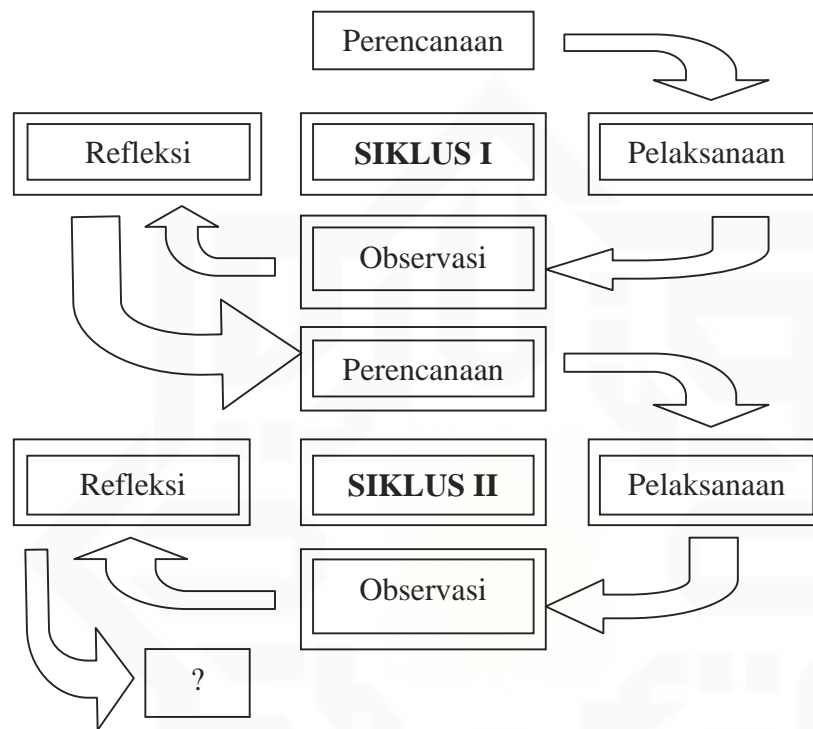 Perencanaan
Refleksi
SIKLUS I
Pelaksanaan
Observasi
Perencanaan
Refleksi
SIKLUS II
Pelaksanaan
Observasi
?